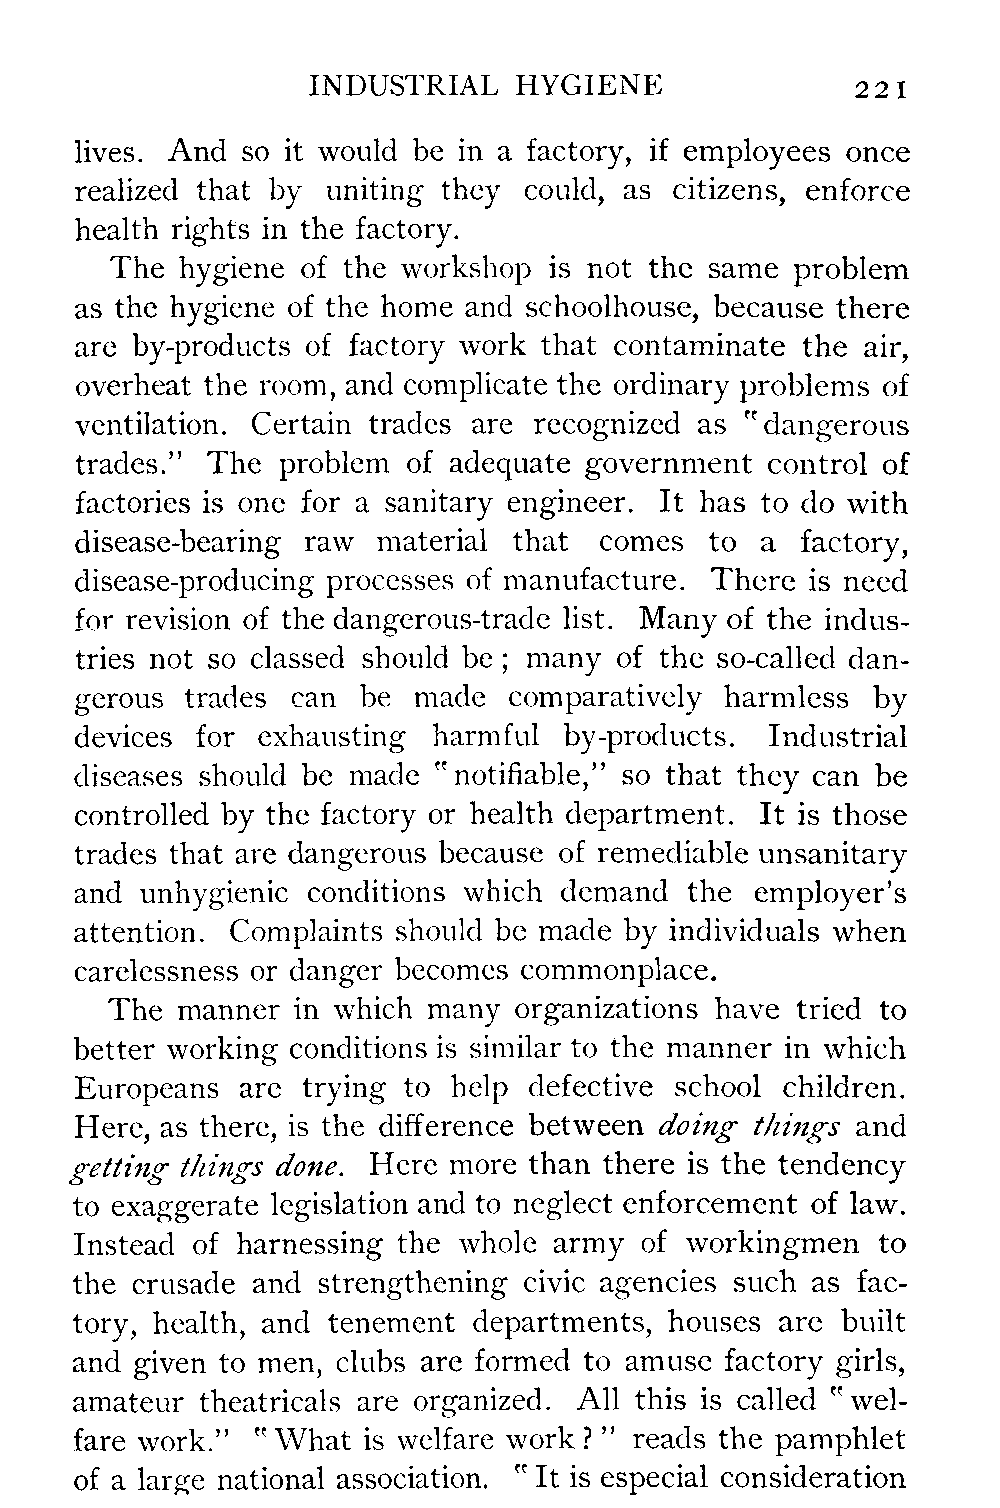 INDUSTRIAL HYGIENE 221
lives. And so it would be in a factory, if employees once
realized that by uniting they could, as citizens, enforce
health rights in the factory.
The hygiene of the workshop is not the same problem
as the hygiene of the home and schoolhouse, because there
are by-products of factory work that contaminate the air,
overheat the room, and complicate the ordinary problems of
ventilation. Certain trades are recognized as "dangerous
trades." The problem of adequate government control of
factories is one for a sanitary engineer. It has to do with
disease-bearing raw material that comes to a factory,
disease-producing processes of manufacture. There is need
for revision of the dangerous-trade list. Many of the indus-
tries not so classed should be; many of the so-called dan-
gerous trades can be made comparatively harmless by
devices for exhausting harmful by-products. Industrial
diseases should be made "notifiable," so that they can be
controlled by the factory or health department. It is those
trades that are dangerous because of remediable unsanitary
and unhygienic conditions which demand the employer's
attention. Complaints should be made by individuals when
carelessness or danger becomes commonplace.
The manner in which many organizations have tried to
better working conditions is similar to the manner in which
Europeans are trying to help defective school children.
Here, as there, is the difference between doing things and
getting things done. Here more than there is the tendency
to exaggerate legislation and to neglect enforcement of law.
Instead of harnessing the whole army of workingmen to
the crusade and strengthening civic agencies such as fac-
tory, health, and tenement departments, houses are built
and given to men, clubs are formed to amuse factory girls,
amateur theatricals are organized. All this is called "wel-
fare work." "What is welfare work?" reads the pamphlet
of a large national association. "It is especial consideration